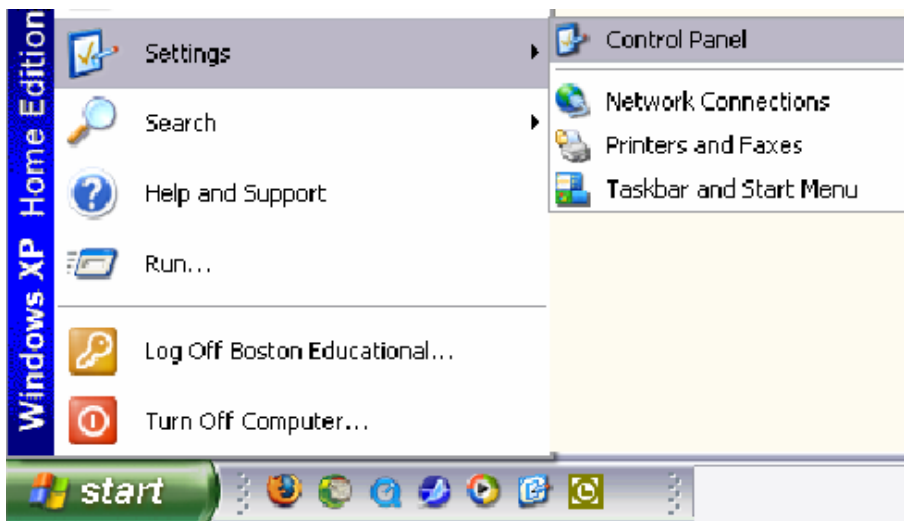 Windows XP Home Edition
Settings
Search
Help and Support
Run...
Log Off Boston Educational...
Turn Off Computer...
Control Panel
Network Connections
Printers and Faxes
Taskbar and Start Menu
start